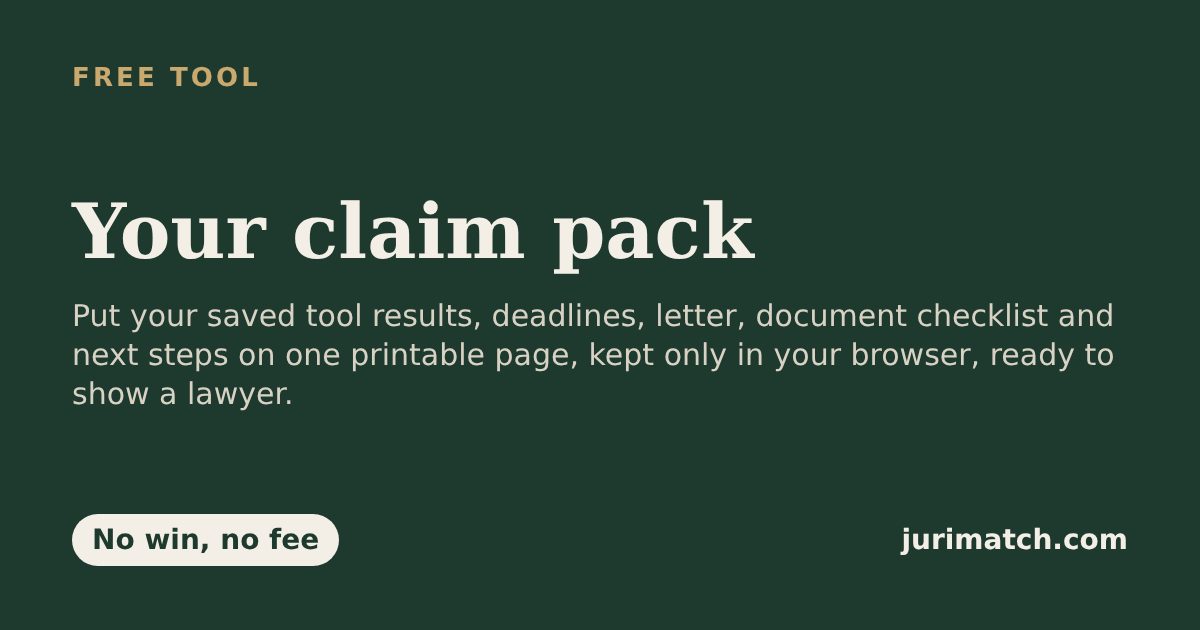 FREE TOOL
Your claim pack
Put your saved tool results, deadlines, letter, document checklist and
next steps on one printable page, kept only in your browser, ready to
show a lawyer.
No win, no fee
jurimatch.com